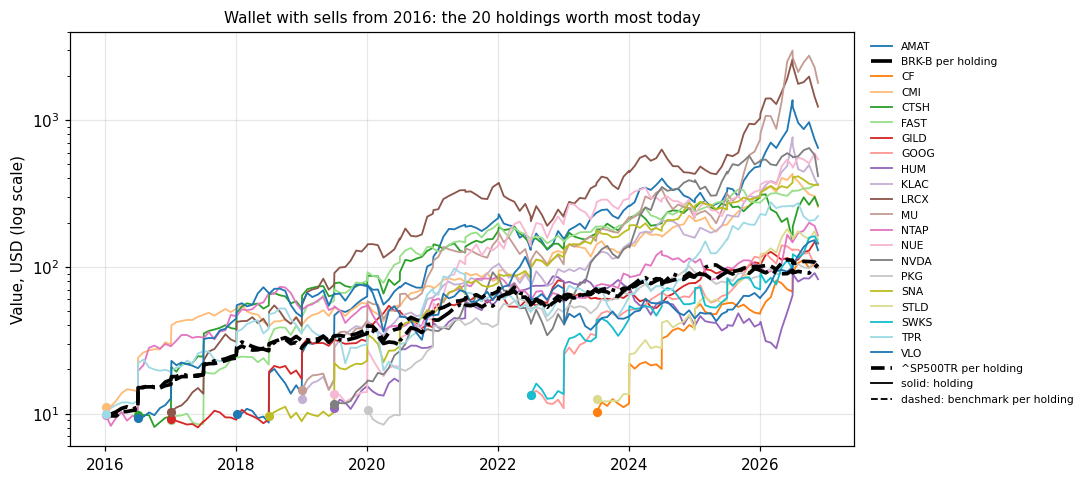 Wallet with sells from 2016: the 20 holdings worth most today
Value, USD (log scale)
10³
10²
10¹
2016
2018
2020
2022
2024
2026
AMAT
BRK-B per holding
CF
CMI
CTSH
FAST
GILD
GOOG
HUM
KLAC
LRCX
MU
NTAP
NUE
NVDA
PKG
SNA
STLD
SWKS
TPR
VLO
^SP500TR per holding
solid: holding
dashed: benchmark per holding